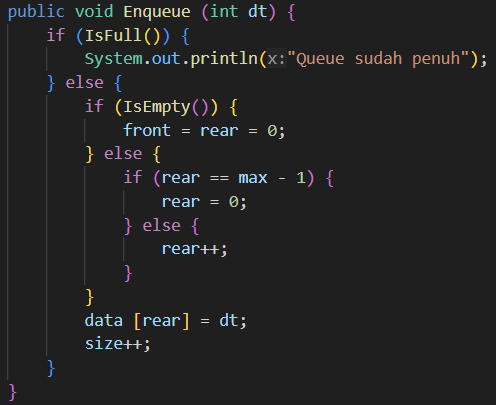 public void Enqueue (int dt) {
    if (IsFull()) {
        System.out.println(x:"Queue sudah penuh");
    } else {
        if (IsEmpty()) {
            front = rear = 0;
        } else {
            if (rear == max - 1) {
                rear = 0;
            } else {
                rear++;
            }
        }
        data [rear] = dt;
        size++;
    }
}